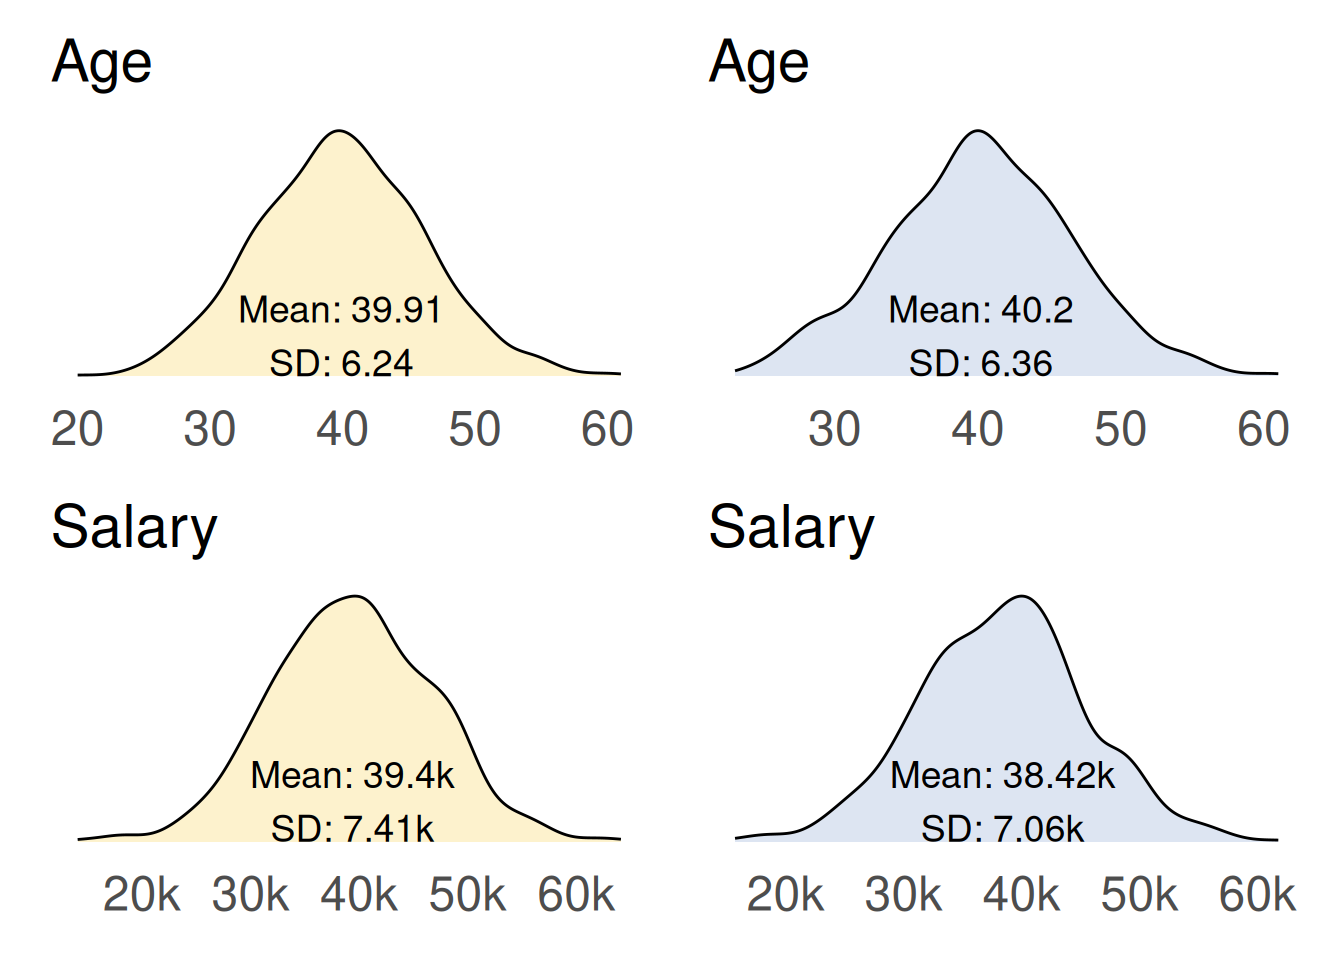 Age
Mean: 39.91
SD: 6.24
20 30 40 50 60
Age
Mean: 40.2
SD: 6.36
30 40 50 60
Salary
Mean: 39.4k
SD: 7.41k
20k 30k 40k 50k 60k
Salary
Mean: 38.42k
SD: 7.06k
20k 30k 40k 50k 60k